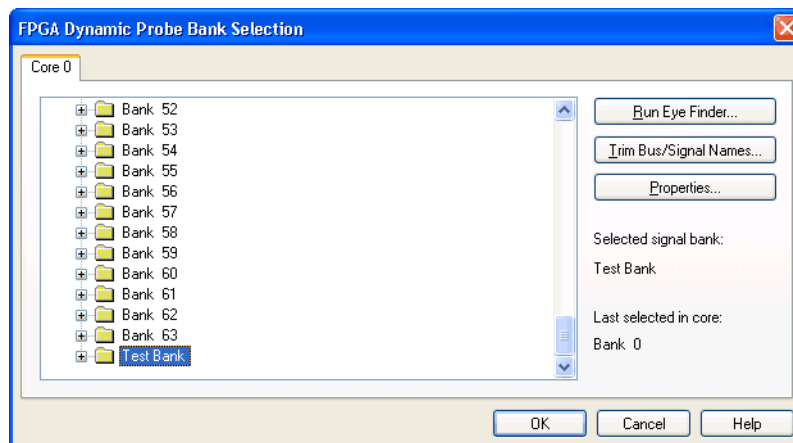 FPGA Dynamic Probe Bank Selection
Core 0
Bank 52
Bank 53
Bank 54
Bank 55
Bank 56
Bank 57
Bank 58
Bank 59
Bank 60
Bank 61
Bank 62
Bank 63
Test Bank
Run Eye Finder...
Trim Bus/Signal Names...
Properties...
Selected signal bank:
Test Bank
Last selected in core:
Bank 0
OK
Cancel
Help